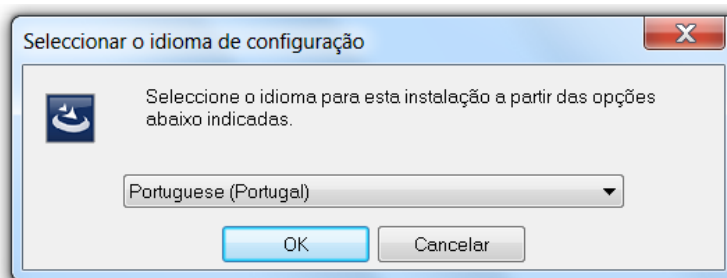 Seleccionar o idioma de configuração
Seleccione o idioma para esta instalação a partir das opções
abaixo indicadas.
Portuguese (Portugal)
OK
Cancelar